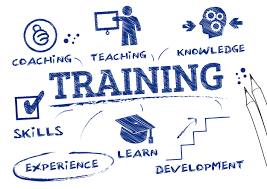 COACHING
TEACHING
KNOWLEDGE
TRAINING
SKILLS
LEARN
EXPERIENCE
DEVELOPMENT